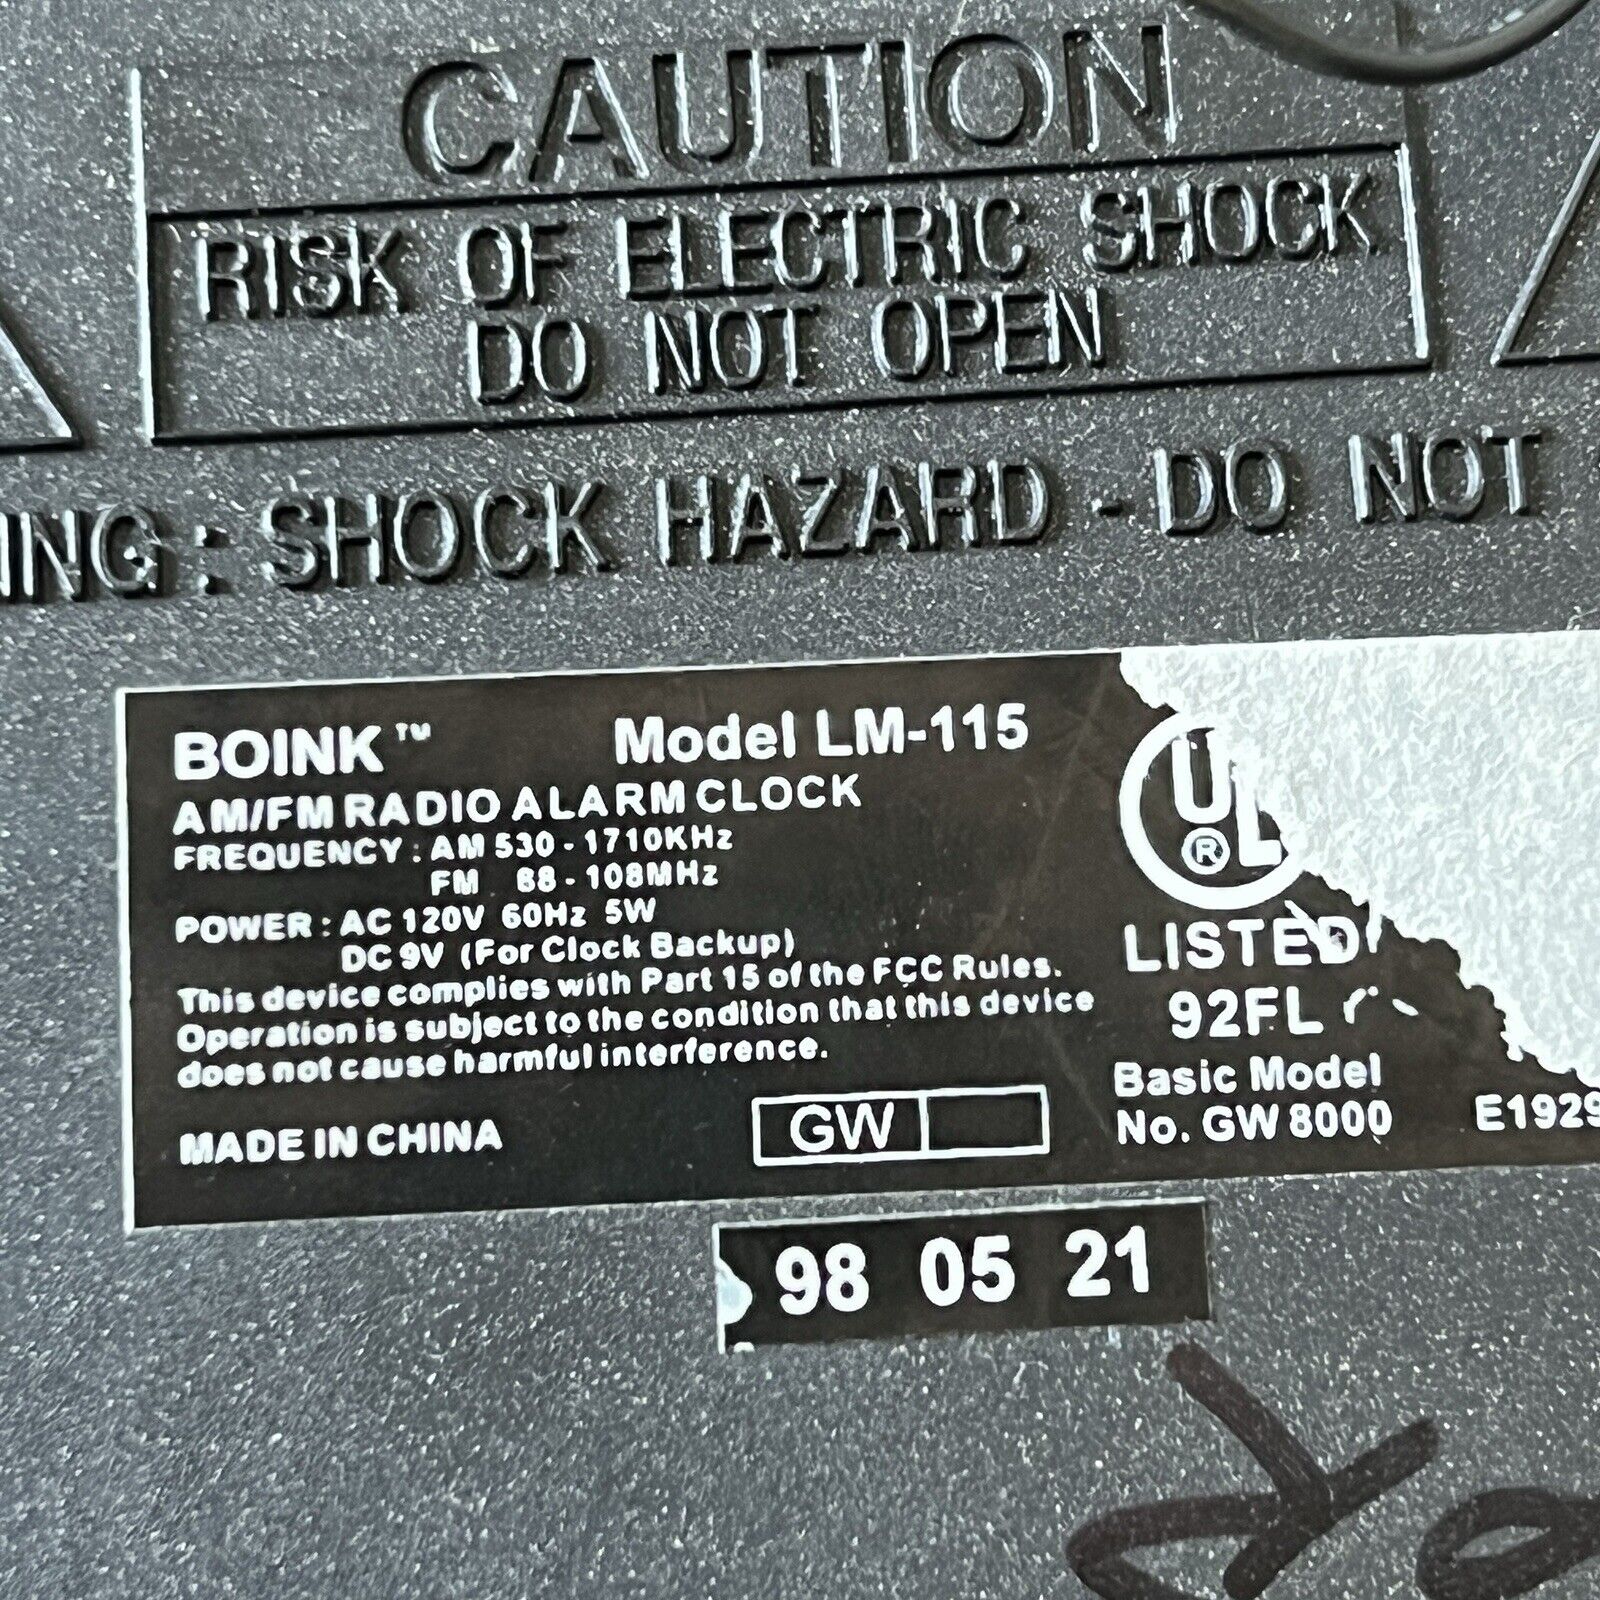 CAUTION
RISK OF ELECTRIC SHOCK
DO NOT OPEN
SHOCK HAZARD - DO NOT
BOINK ™ Model LM-115
AM/FM RADIO ALARM CLOCK
FREQUENCY : AM 530 - 1710KHz
FM 88 - 108MHz
POWER : AC 120V 60Hz 5W
DC 9V (For Clock Backup)
This device complies with Part 15 of the FCC Rules.
Operation is subject to the condition that this device
does not cause harmful interference.
MADE IN CHINA
GW
UL ®
LISTED
92FL
Basic Model
No. GW 8000
E1929
98 05 21